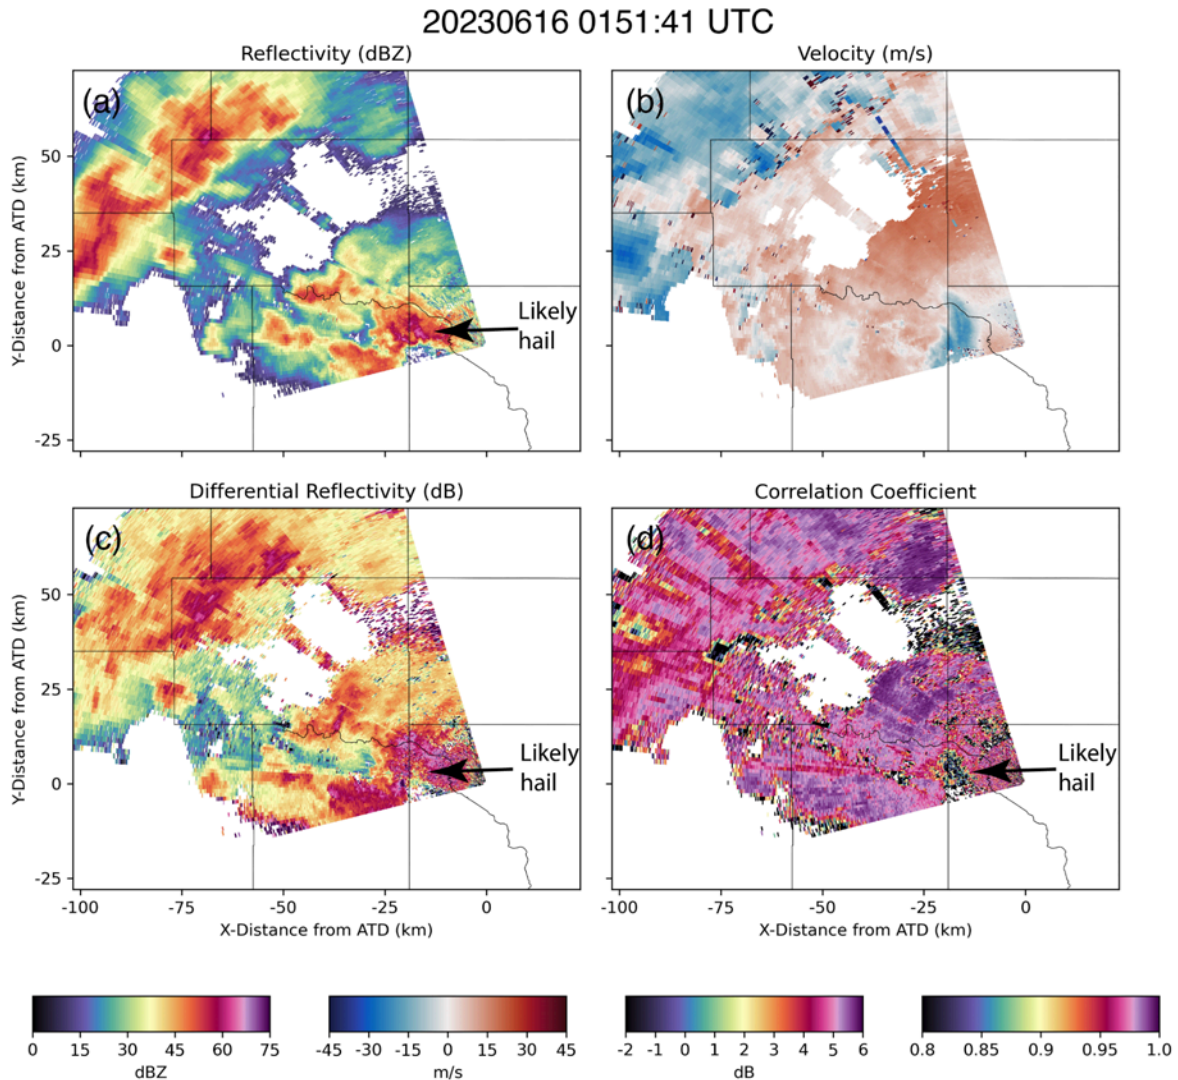 20230616 0151:41 UTC
Reflectivity (dBZ)
Velocity (m/s)
(a)
(b)
50
25
0
-25
Y-Distance from ATD (km)
Likely
hail
Differential Reflectivity (dB)
Correlation Coefficient
(c)
(d)
50
25
0
-25
Y-Distance from ATD (km)
Likely
hail
Likely
hail
-100 -75 -50 -25 0
-100 -75 -50 -25 0
X-Distance from ATD (km)
X-Distance from ATD (km)
0 15 30 45 60 75
dBZ
-45 -30 -15 0 15 30 45
m/s
-2 -1 0 1 2 3 4 5 6
dB
0.8 0.85 0.9 0.95 1.0